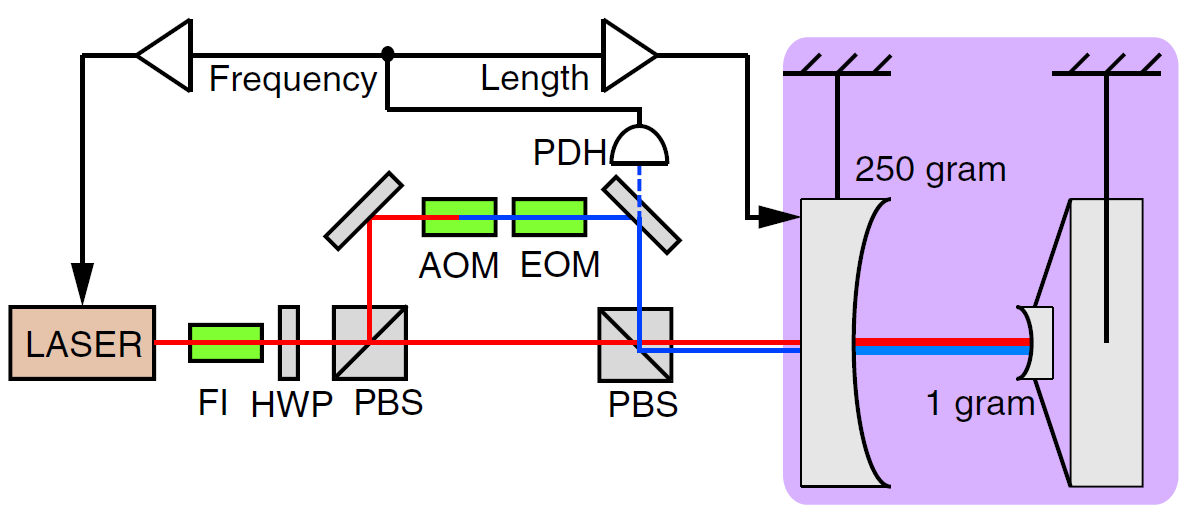 Frequency
Length
PDH
250 gram
AOM
EOM
LASER
FI
HWP
PBS
PBS
1 gram